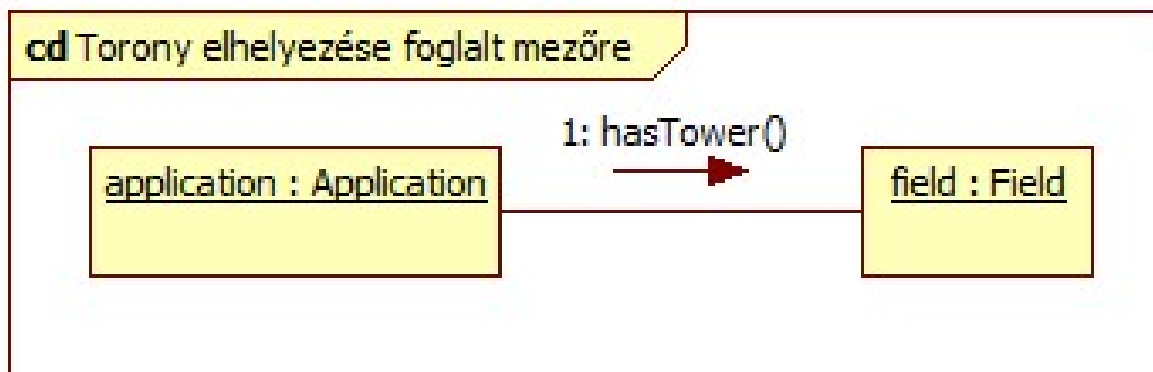 cd Torony elhelyezése foglalt mezőre
1: hasTower()
application : Application
field : Field